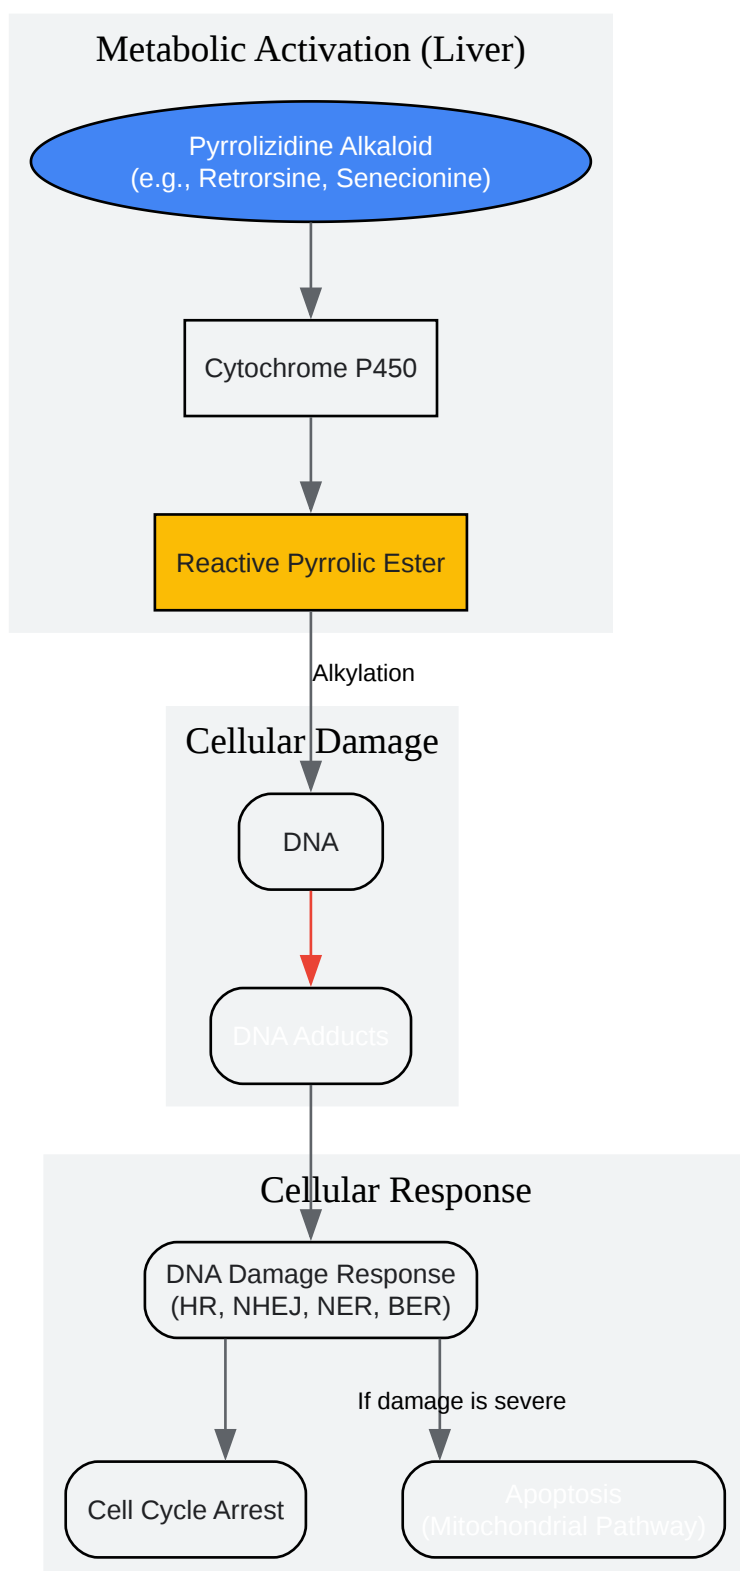 Metabolic Activation (Liver)
Pyrrolizidine Alkaloid
(e.g., Retrorsine, Senecionine)
Cytochrome P450
Reactive Pyrrolic Ester
Alkylation
Cellular Damage
DNA
DNA Adducts
Cellular Response
DNA Damage Response
(HR, NHEJ, NER, BER)
If damage is severe
Cell Cycle Arrest
Apoptosis
(Mitochondrial Pathway)